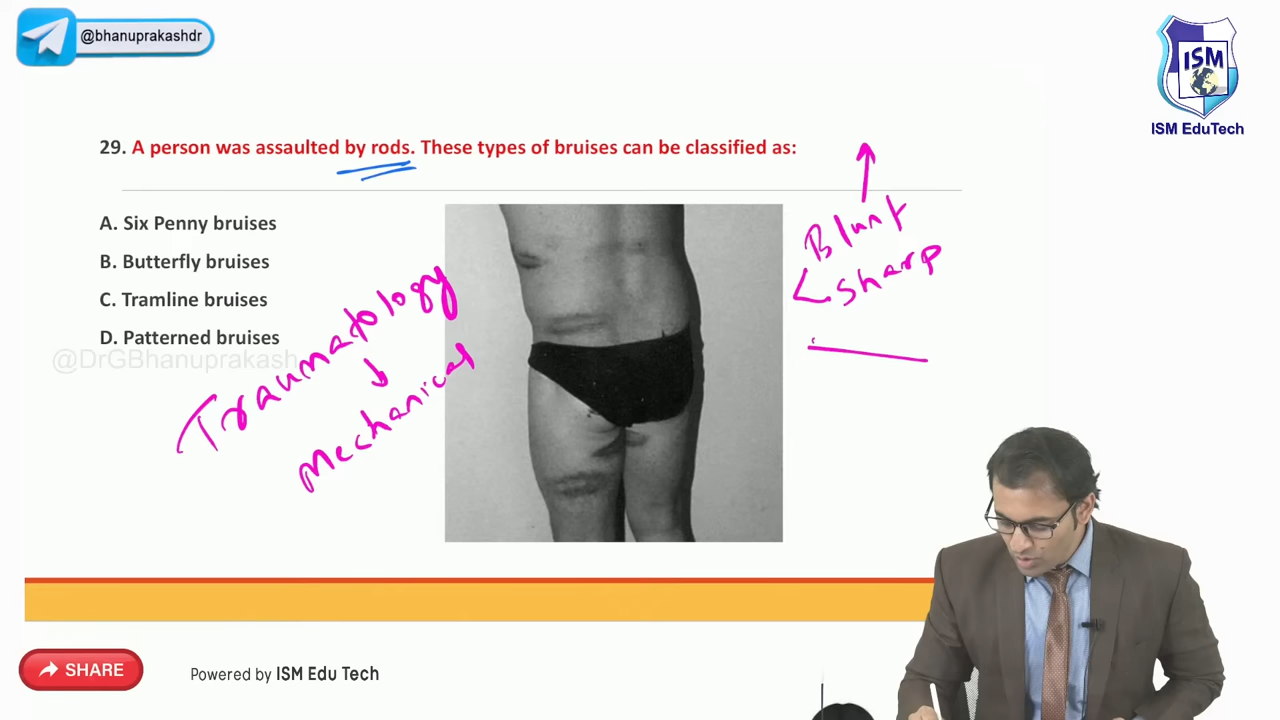 @bhanuprakashdr
ISM
ISM EduTech
29. A person was assaulted by rods. These types of bruises can be classified as:
A. Six Penny bruises
B. Butterfly bruises
C. Tramline bruises
D. Patterned bruises
@DrGBhanuprakash
Blunt
Sharp
Traumatology
Mechanical
SHARE
Powered by ISM Edu Tech